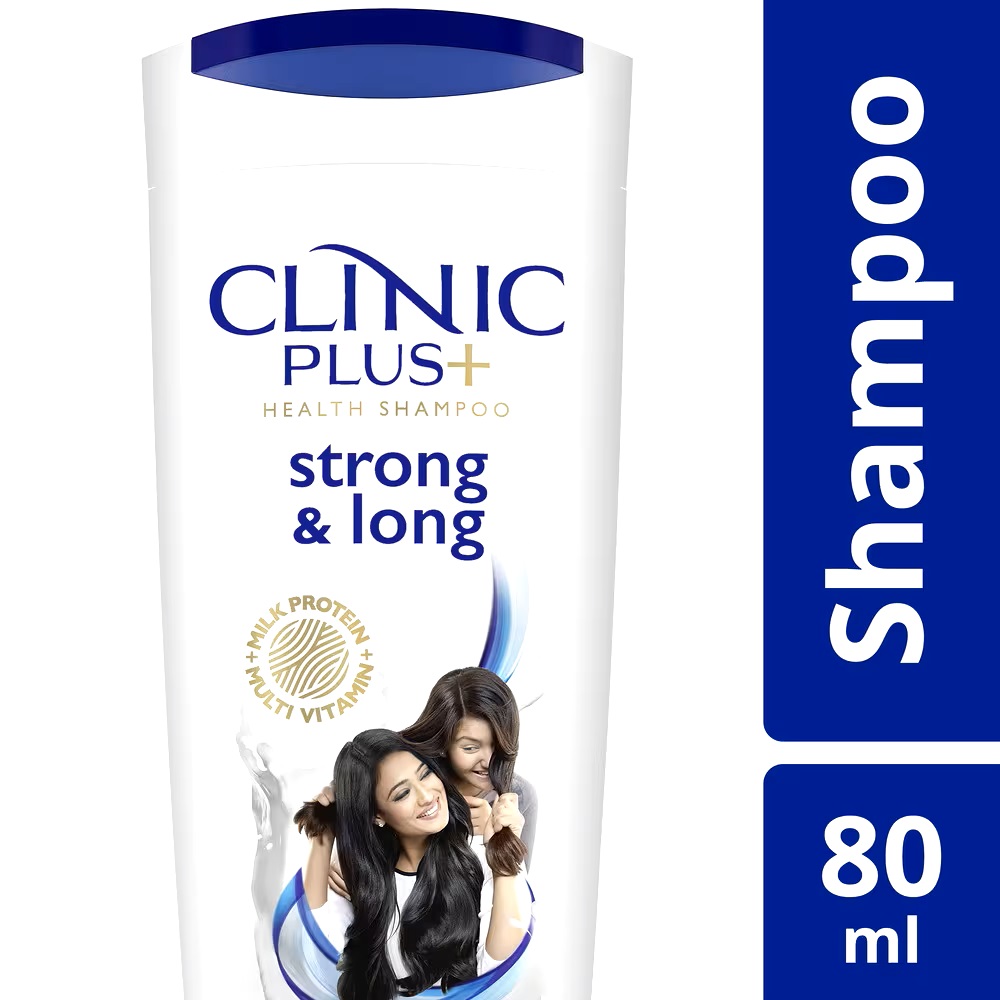 CLINIC
PLUS+
HEALTH SHAMPOO
strong
& long
+ MILK PROTEIN +
MULTI VITAMIN
Shampoo
80
ml